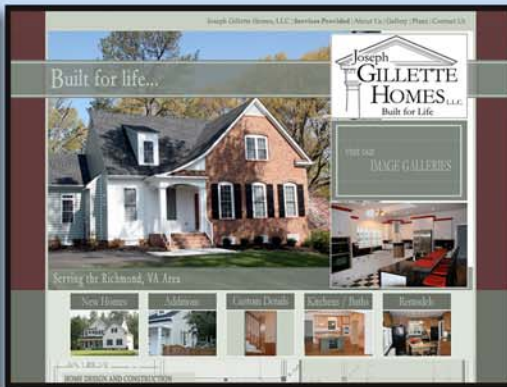 Joseph Gillette Homes, LLC | Services Provided | About Us | Gallery | Plans | Contact Us
Built for life...
Joseph
GILLETTE
HOMES L.L.C.
Built for Life
VISIT OUR
IMAGE GALLERIES
Serving the Richmond, VA Area
New Homes
Additions
Custom Details
Kitchens / Baths
Remodels
HOME DESIGN AND CONSTRUCTION